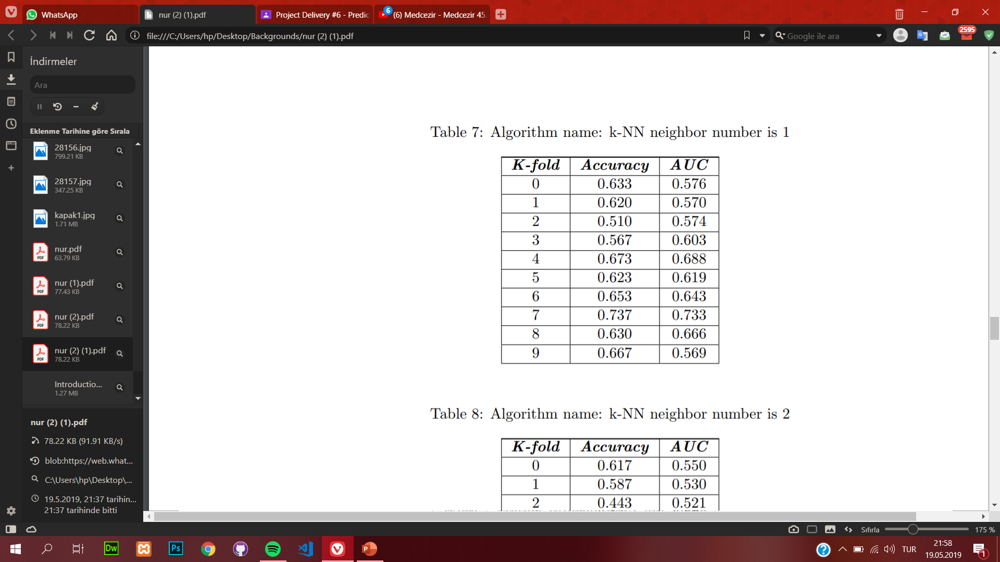 WhatsApp
nur (2) (1).pdf
Project Delivery #6 - Predic
6
(6) Medcezir - Medcezir 45.
file:///C:/Users/hp/Desktop/Backgrounds/nur (2) (1).pdf
Google ile ara
2595
İndirmeler
Ara
Eklenme Tarihine göre Sırala
28156.jpg
799.21 KB
28157.jpg
347.25 KB
kapak1.jpg
1.71 MB
nur.pdf
63.79 KB
nur (1).pdf
77.43 KB
nur (2).pdf
78.22 KB
nur (2) (1).pdf
78.22 KB
Introductio...
1.27 MB
nur (2) (1).pdf
78.22 KB (91.91 KB/s)
blob:https://web.what...
C:\Users\hp\Desktop\...
19.5.2019, 21:37 tarihin...
21:37 tarihinde bitti
Table 7: Algorithm name: k-NN neighbor number is 1
K-fold Accuracy AUC
0 0.633 0.576
1 0.620 0.570
2 0.510 0.574
3 0.567 0.603
4 0.673 0.688
5 0.623 0.619
6 0.653 0.643
7 0.737 0.733
8 0.630 0.666
9 0.667 0.569
Table 8: Algorithm name: k-NN neighbor number is 2
K-fold Accuracy AUC
0 0.617 0.550
1 0.587 0.530
2 0.443 0.521
Sıfırla
175 %
Dw
Ps
P
TUR
21:58
19.05.2019
1